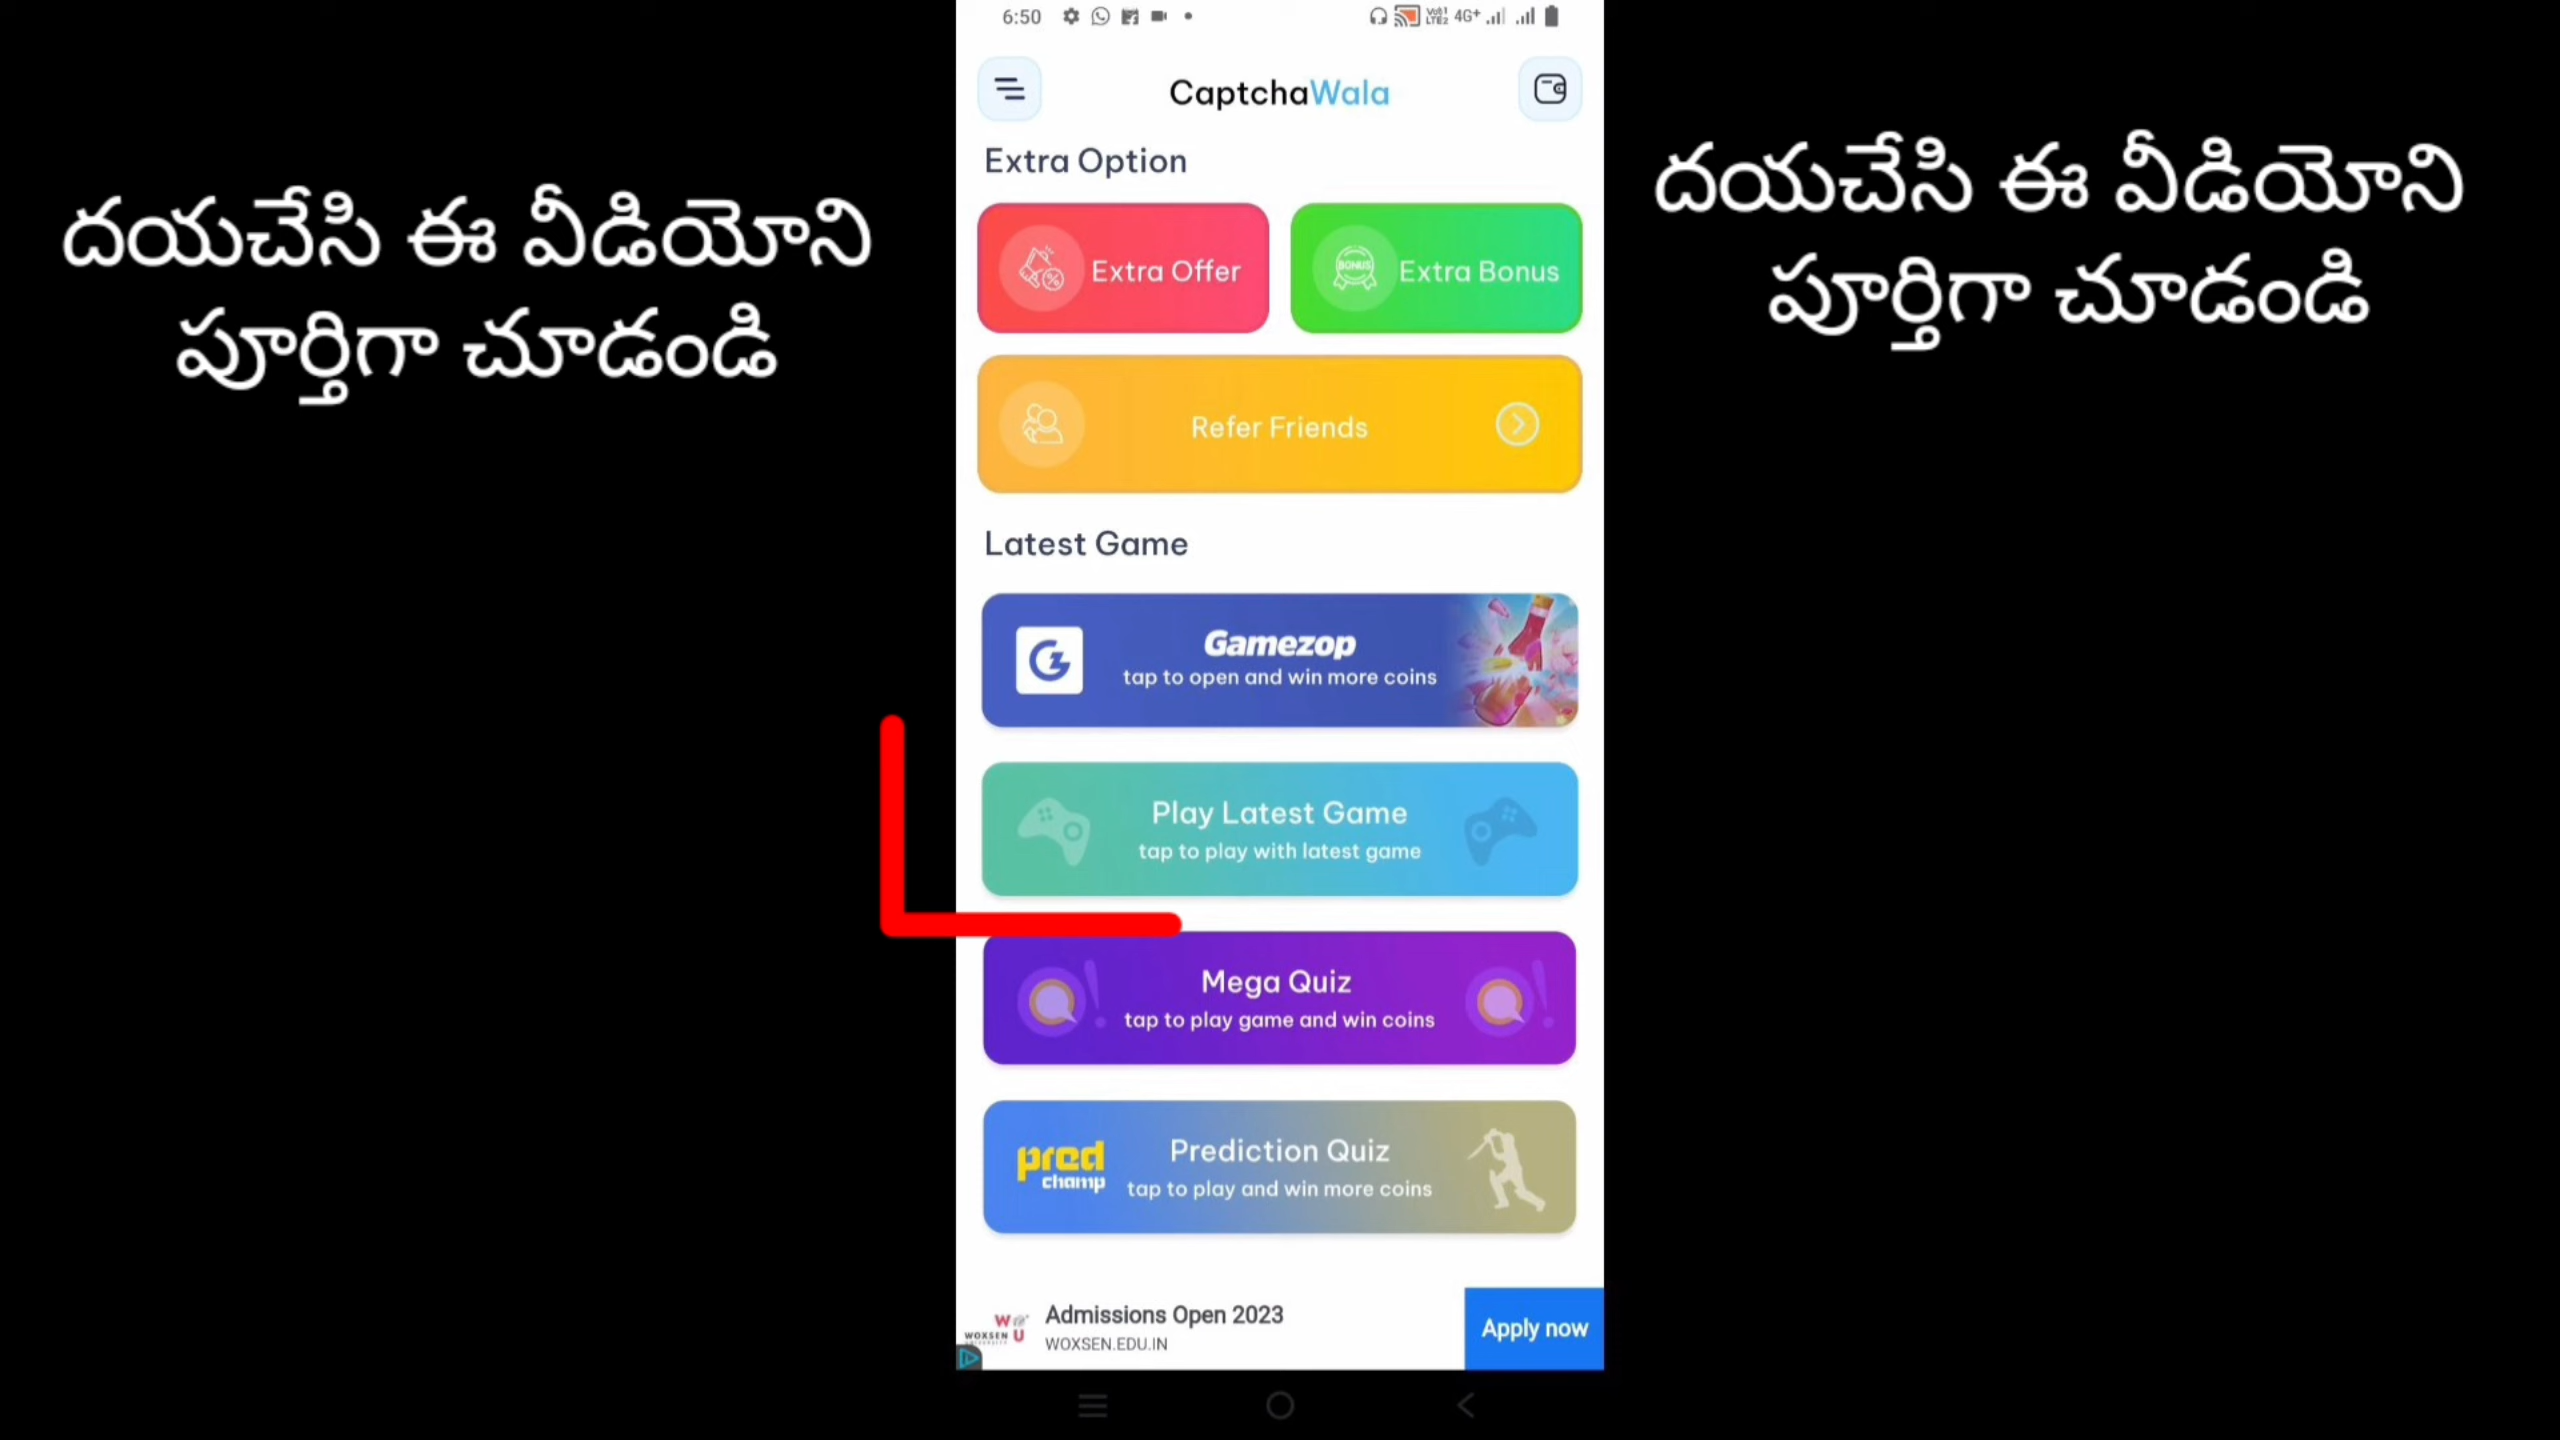 దయచేసి ఈ వీడియోని
పూర్తిగా చూడండి
6:50
4G+
CaptchaWala
Extra Option
Extra Offer
BONUS
Extra Bonus
Refer Friends
Latest Game
Gamezop
tap to open and win more coins
Play Latest Game
tap to play with latest game
Mega Quiz
tap to play game and win coins
pred
champ
Prediction Quiz
tap to play and win more coins
Admissions Open 2023
WOXSEN.EDU.IN
WOXSEN
Apply now
దయచేసి ఈ వీడియోని
పూర్తిగా చూడండి